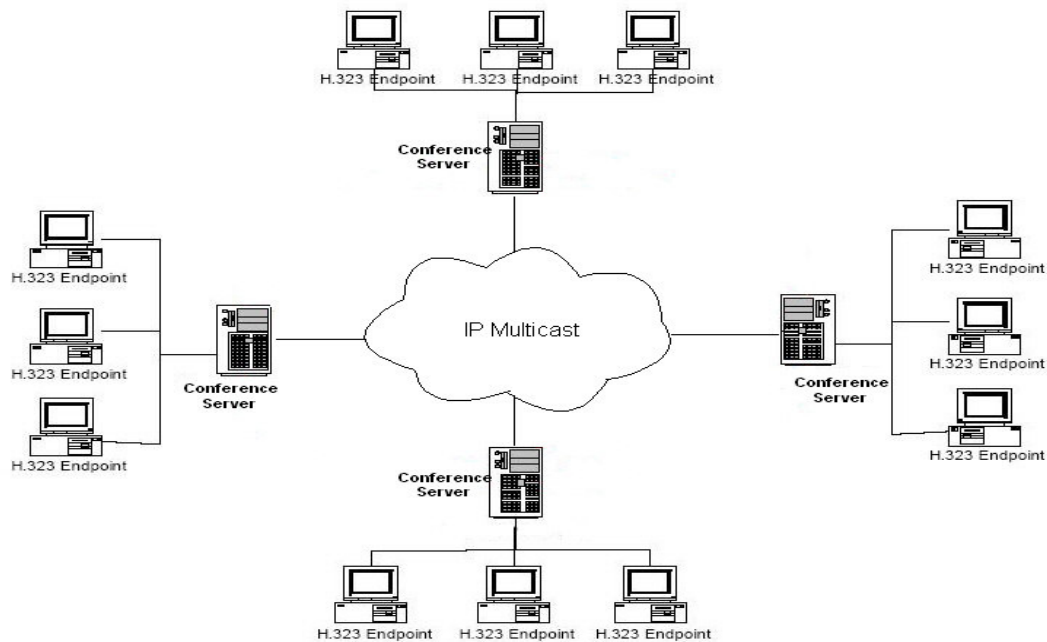 H.323 Endpoint
H.323 Endpoint
H.323 Endpoint
Conference
Server
H.323 Endpoint
H.323 Endpoint
H.323 Endpoint
Conference
Server
IP Multicast
H.323 Endpoint
H.323 Endpoint
H.323 Endpoint
Conference
Server
Conference
Server
H.323 Endpoint
H.323 Endpoint
H.323 Endpoint